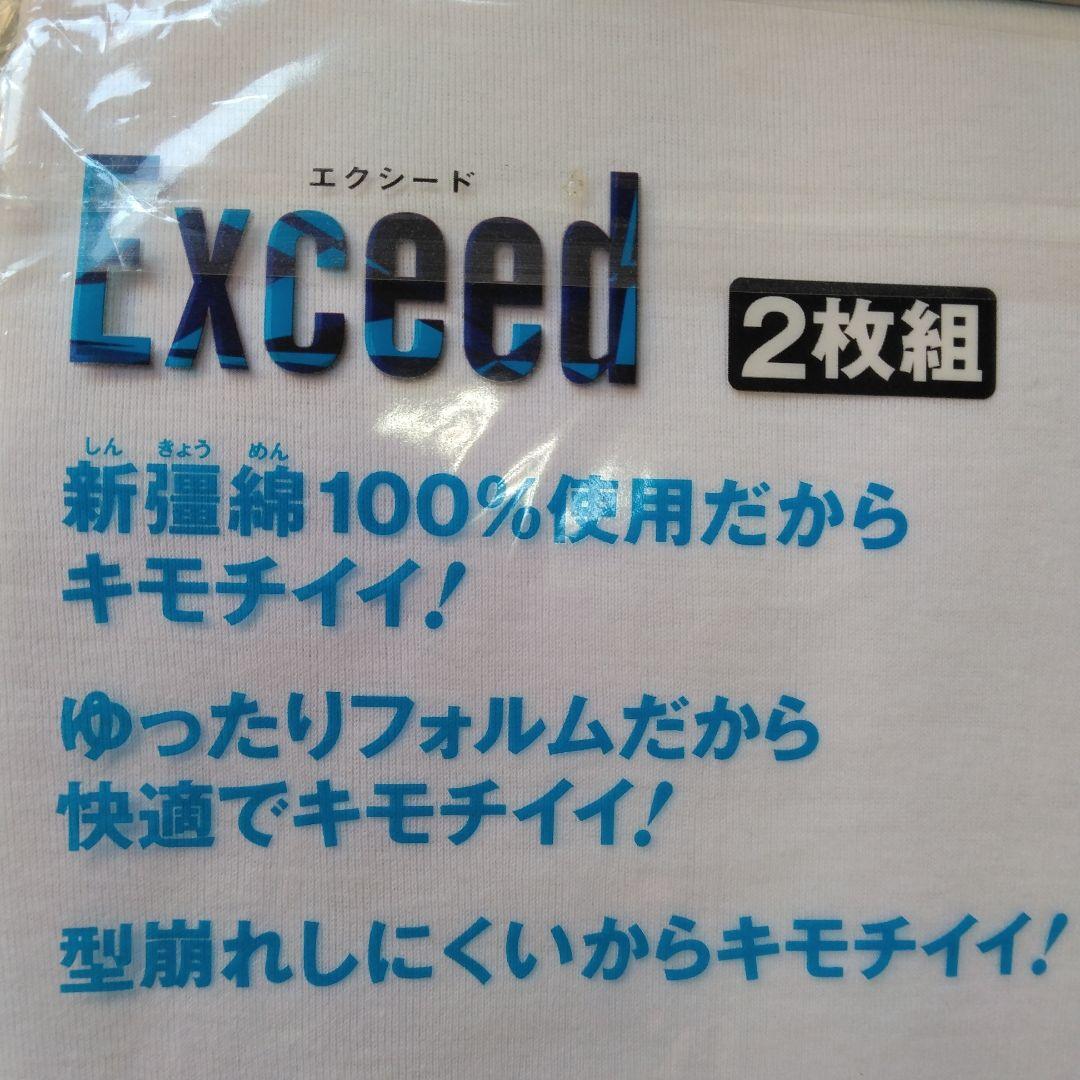 エクシード
Exceed
2枚組
しんきょうめん
新彊綿100%使用だから
キモチイイ!
ゆったりフォルムだから
快適でキモチイイ!
型崩れしにくいからキモチイイ!